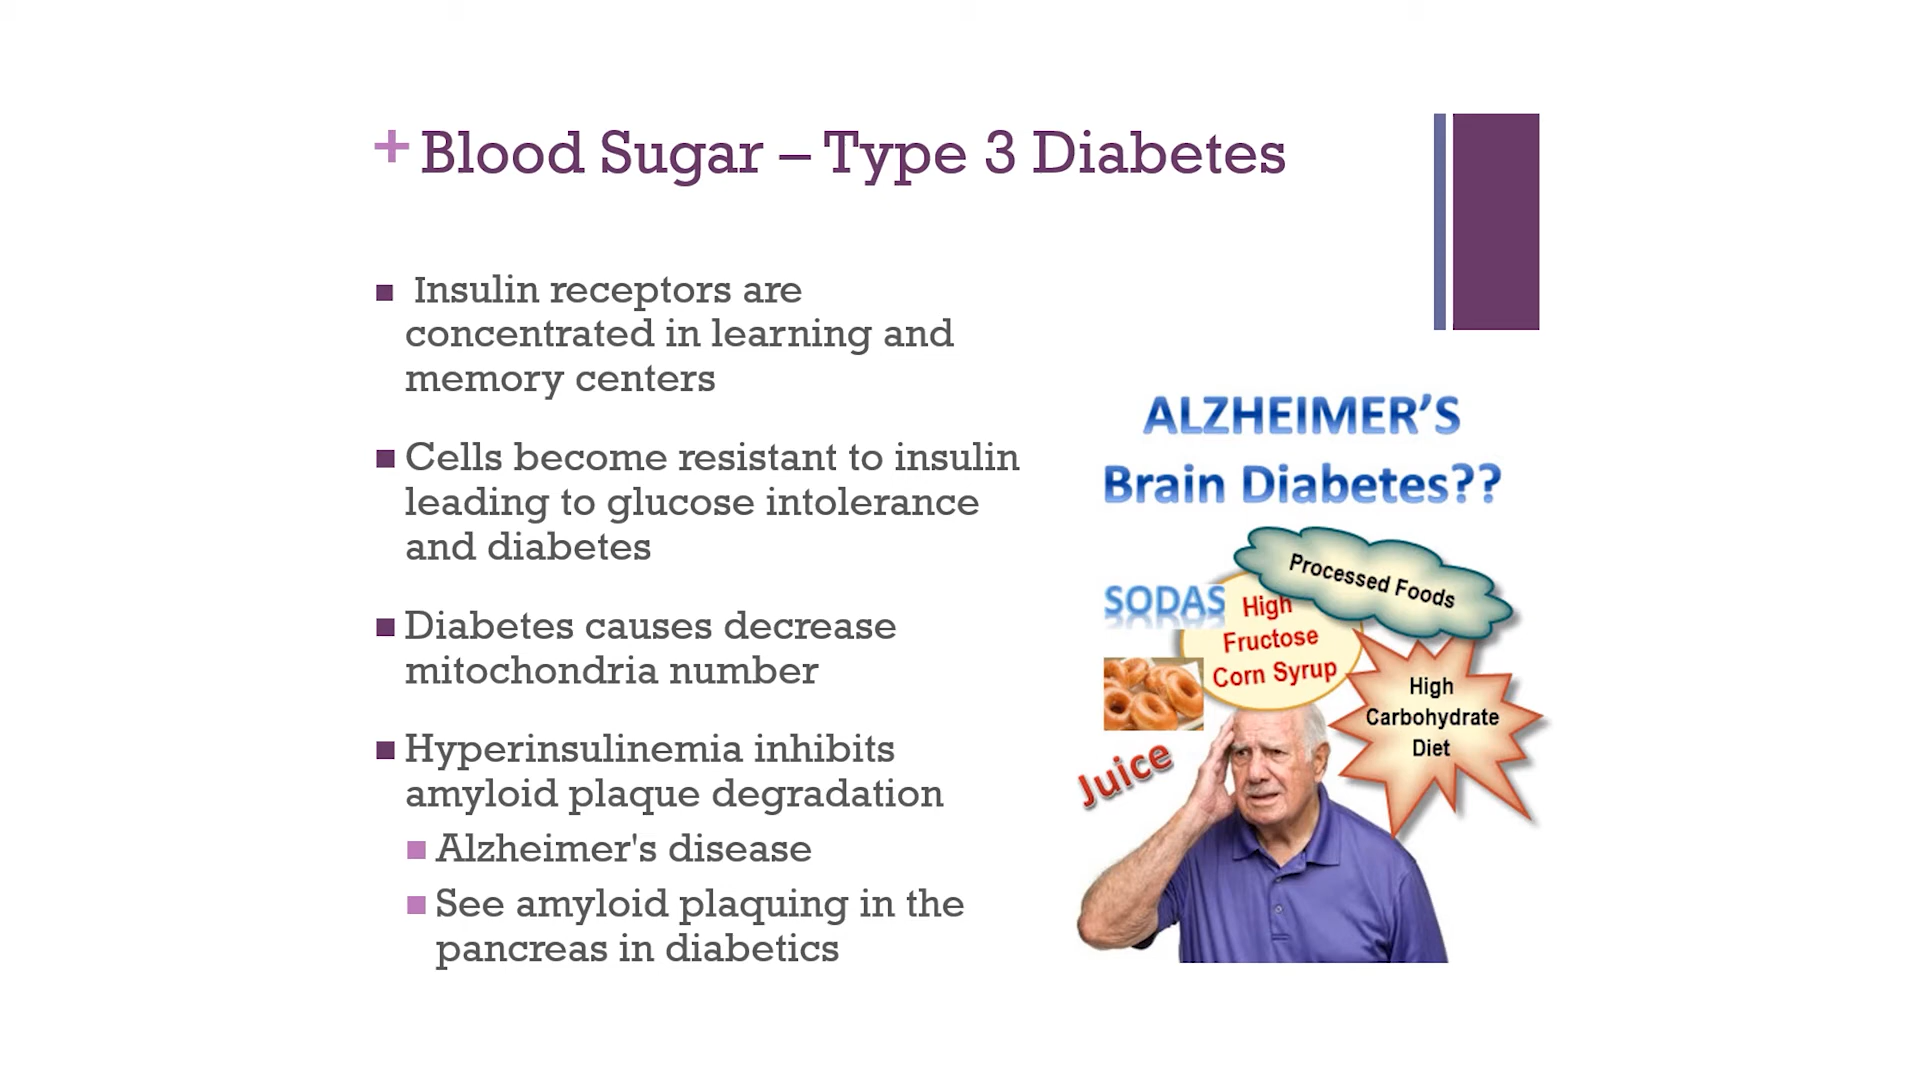 + Blood Sugar – Type 3 Diabetes
■ Insulin receptors are
concentrated in learning and
memory centers
■ Cells become resistant to insulin
leading to glucose intolerance
and diabetes
■ Diabetes causes decrease
mitochondria number
■ Hyperinsulinemia inhibits
amyloid plaque degradation
■ Alzheimer's disease
■ See amyloid plaquing in the
pancreas in diabetics
ALZHEIMER’S
Brain Diabetes??
Processed Foods
SODAS
High
Fructose
Corn Syrup
High
Carbohydrate
Diet
Juice